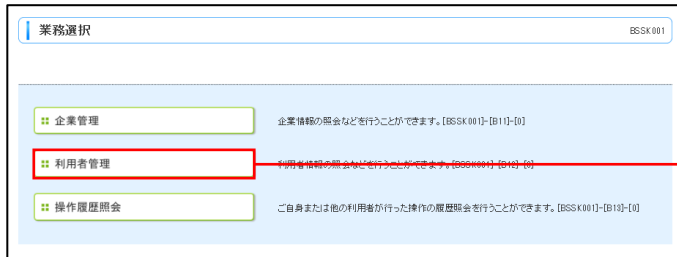 業務選択
BSSK001
企業管理
企業情報の照会などを行うことができます。[BSSK001]-[B11]-[0]
利用者管理
利用者情報の照会などを行うことができます。[BSSK001]-[B12]-[0]
操作履歴照会
ご自身または他の利用者が行った操作の履歴照会を行うことができます。[BSSK001]-[B13]-[0]